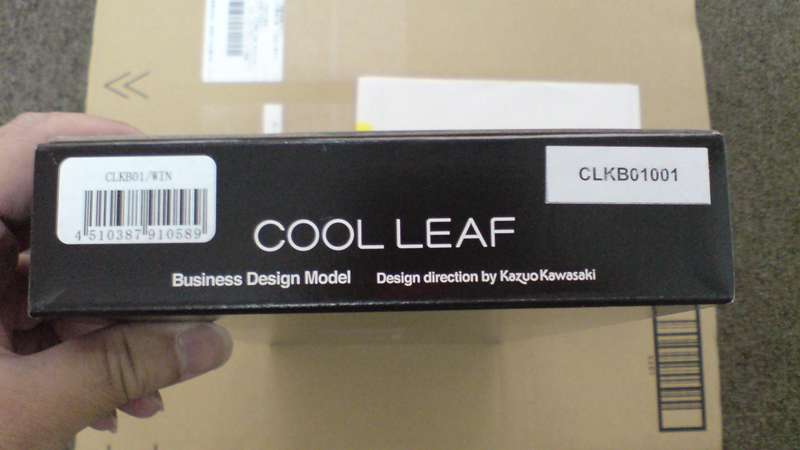 CLKB01/WIN
4 510387 910589
CLKB01001
COOL LEAF
Business Design Model Design direction by Kazuo Kawasaki